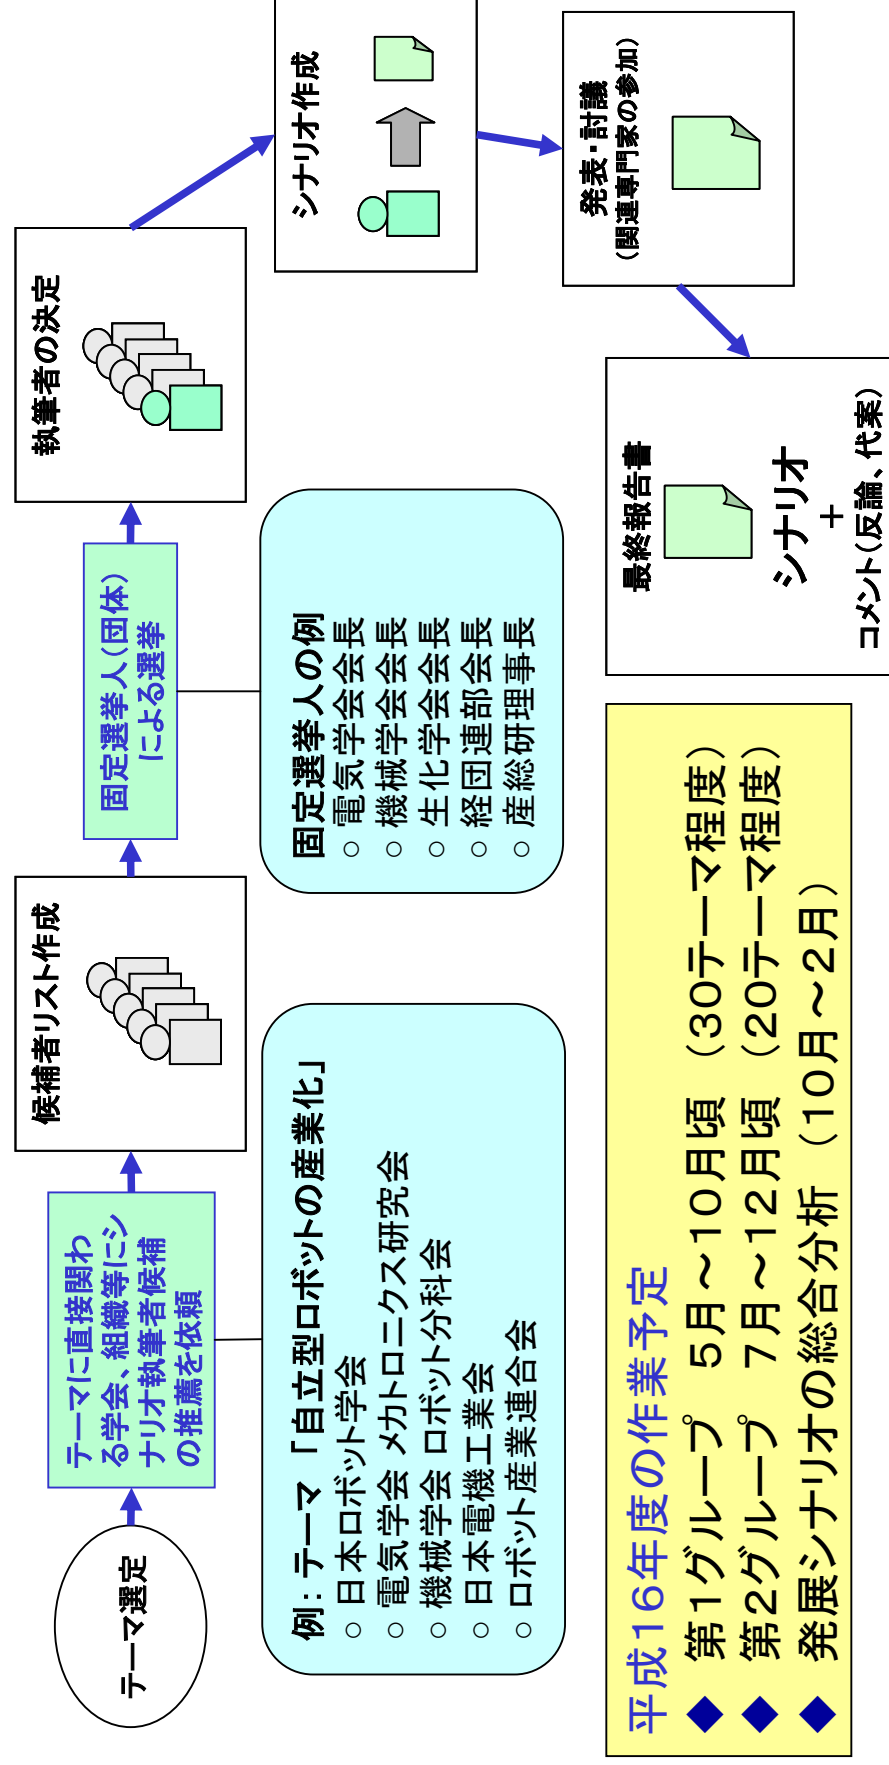 テーマ選定
テーマに直接関わ
る学会、組織等にシ
ナリオ執筆者候補
の推薦を依頼
候補者リスト作成
固定選挙人(団体)
による選挙
執筆者の決定
シナリオ作成
発表・討議
(関連専門家の参加)
最終報告書
シナリオ
+
コメント(反論、代案)
例:テーマ「自立型ロボットの産業化」
○ 日本ロボット学会
○ 電気学会 メカトロニクス研究会
○ 機械学会 ロボット分科会
○ 日本電機工業会
○ ロボット産業連合会
固定選挙人の例
○ 電気学会会長
○ 機械学会会長
○ 生化学会会長
○ 経団連部会長
○ 産総研理事長
平成16年度の作業予定
◆ 第1グループ 5月~10月頃 (30テーマ程度)
◆ 第2グループ 7月~12月頃 (20テーマ程度)
◆ 発展シナリオの総合分析 (10月~2月)